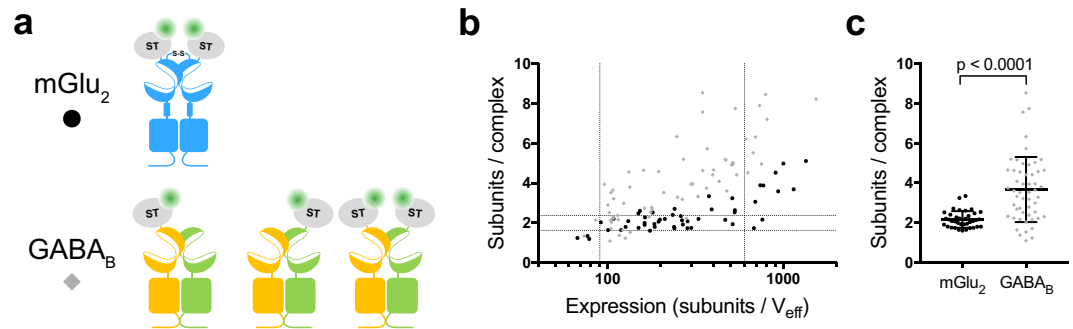 a
ST ST
S-S
mGlu2
ST ST ST ST
GABAB
b
Subunits / complex
10
8
6
4
2
0
100 1000
Expression (subunits / Veff)
c
p < 0.0001
Subunits / complex
10
8
6
4
2
0
mGlu2 GABAB